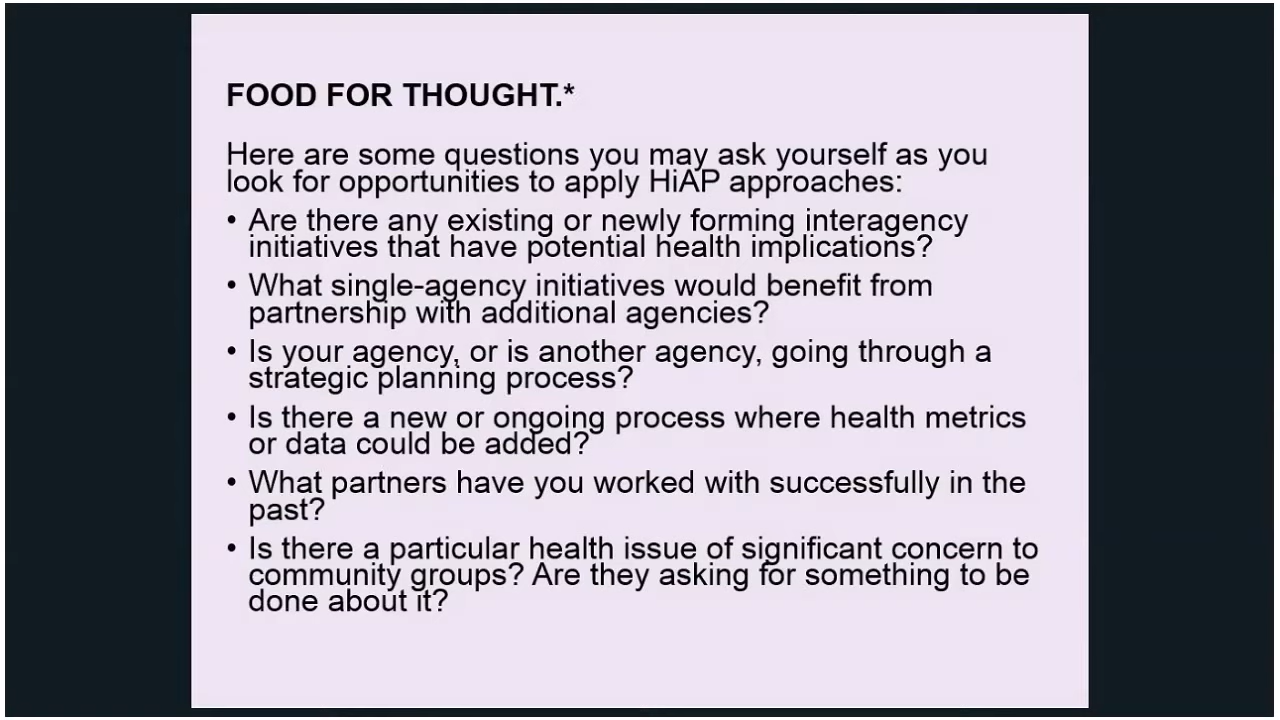 FOOD FOR THOUGHT.*
Here are some questions you may ask yourself as you
look for opportunities to apply HiAP approaches:
• Are there any existing or newly forming interagency
initiatives that have potential health implications?
• What single-agency initiatives would benefit from
partnership with additional agencies?
• Is your agency, or is another agency, going through a
strategic planning process?
• Is there a new or ongoing process where health metrics
or data could be added?
• What partners have you worked with successfully in the
past?
• Is there a particular health issue of significant concern to
community groups? Are they asking for something to be
done about it?